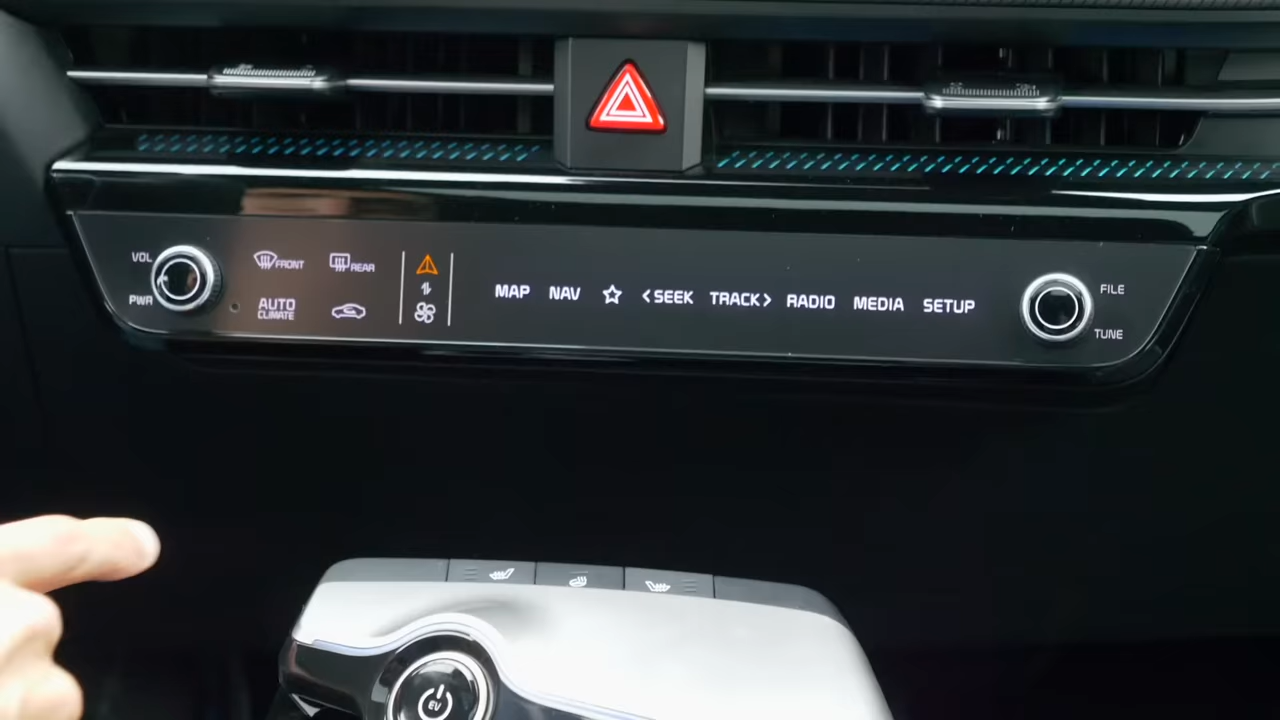 VOL
PWR
FRONT
REAR
AUTO
CLIMATE
MAP NAV <SEEK TRACK> RADIO MEDIA SETUP
FILE
TUNE
EV